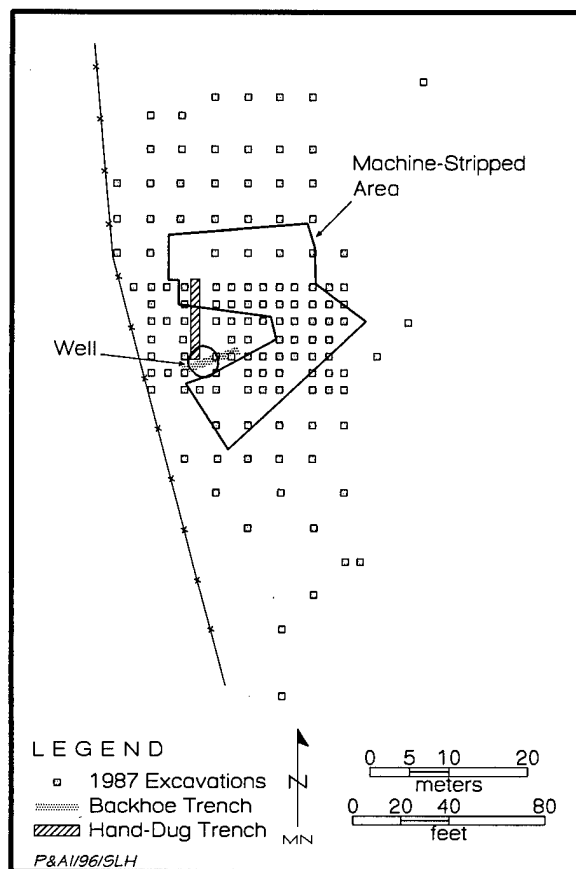 Machine-Stripped
Area
Well
LEGEND
1987 Excavations
Backhoe Trench
Hand-Dug Trench
N
MN
0 5 10 20
meters
0 20 40 80
feet
P&AI/96/SLH